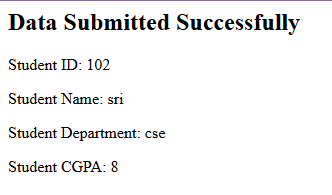 Data Submitted Successfully
Student ID: 102
Student Name: sri
Student Department: cse
Student CGPA: 8